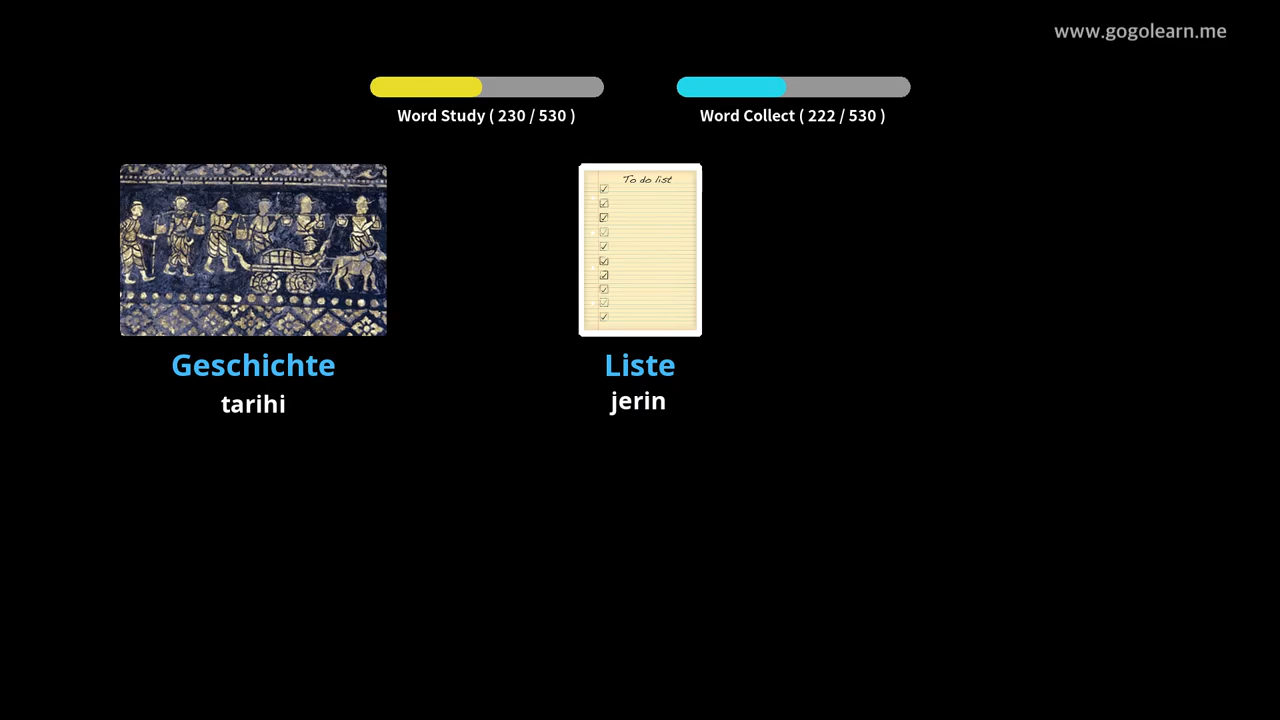 www.gogolearn.me
Word Study ( 230 / 530 )
Word Collect ( 222 / 530 )
To do list
Geschichte
tarihi
Liste
jerin